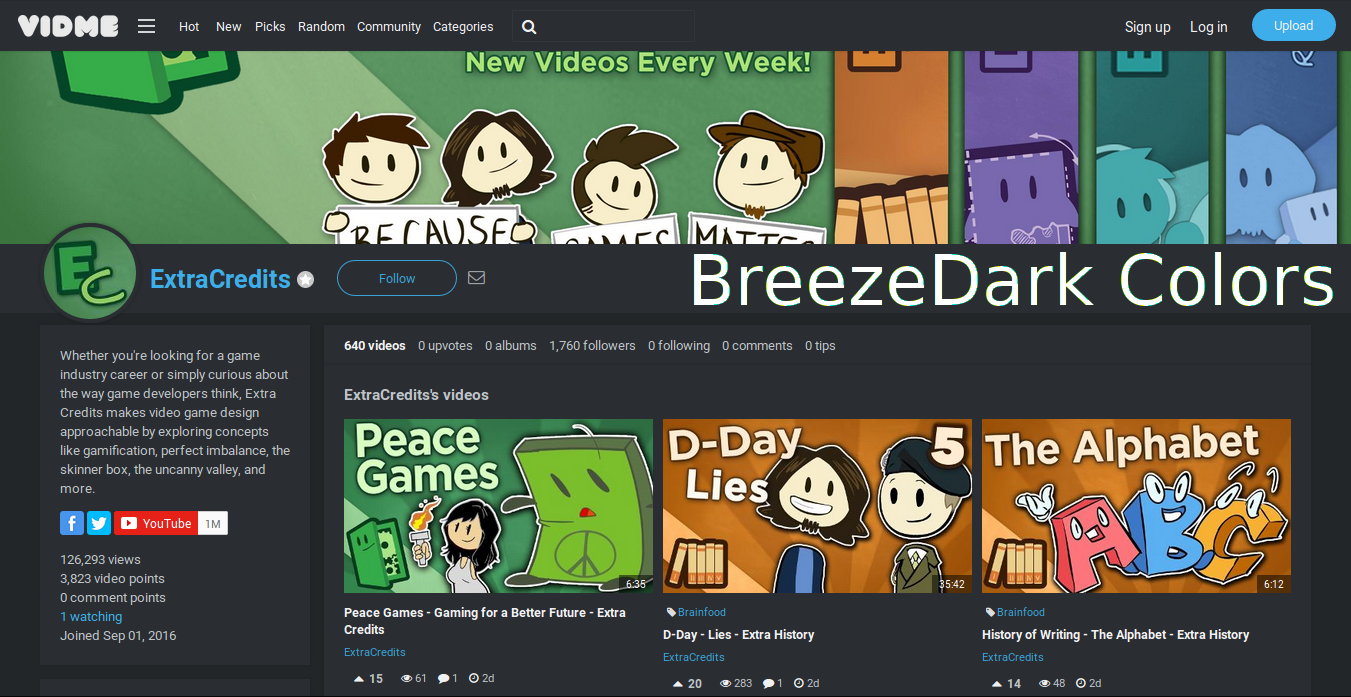 VIDME Hot New Picks Random Community Categories Sign up Log in Upload
New Videos Every Week!
BECAUSE GAMES MATTER
EC
ExtraCredits Follow
BreezeDark Colors
Whether you're looking for a game
industry career or simply curious about
the way game developers think, Extra
Credits makes video game design
approachable by exploring concepts
like gamification, perfect imbalance, the
skinner box, the uncanny valley, and
more.
f YouTube 1M
126,293 views
3,823 video points
0 comment points
1 watching
Joined Sep 01, 2016
640 videos 0 upvotes 0 albums 1,760 followers 0 following 0 comments 0 tips
ExtraCredits's videos
Peace
Games
6:35
Peace Games - Gaming for a Better Future - Extra
Credits
ExtraCredits
15 61 1 2d
D-Day
Lies
5
35:42
Brainfood
D-Day - Lies - Extra History
ExtraCredits
20 283 1 2d
The Alphabet
ABC
6:12
Brainfood
History of Writing - The Alphabet - Extra History
ExtraCredits
14 48 2d